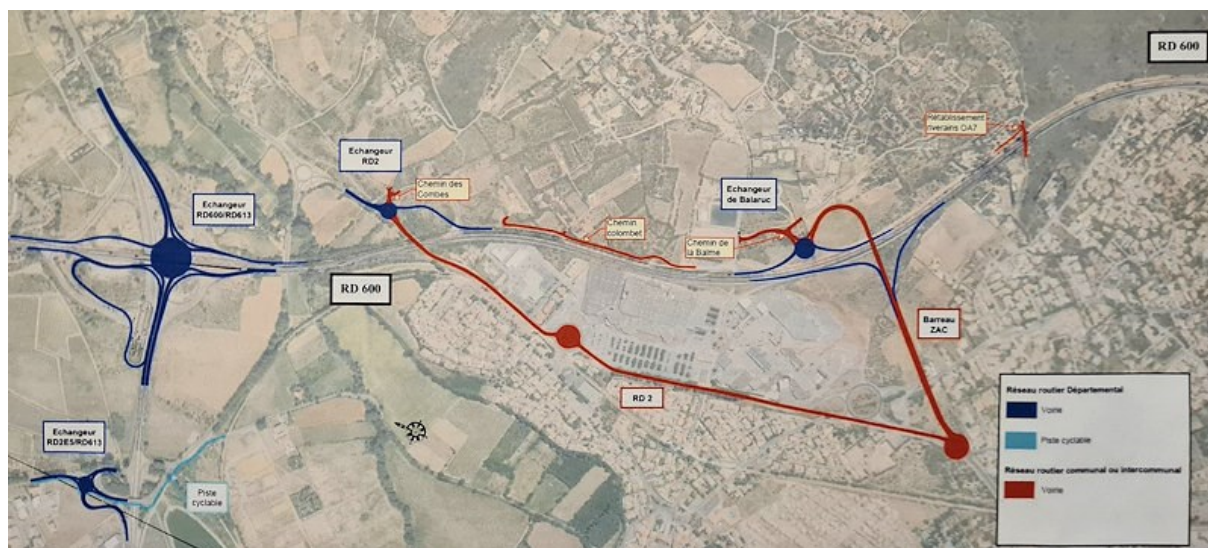 RD 600
Rétablissement
riverains OA7
Echangeur
RD2
Chemin des
Combes
Echangeur
RD600/RD613
Echangeur
de Balaruc
Chemin
colombet
Chemin de
la Balme
RD 600
Barreau
ZAC
RD 2
Echangeur
RD2E5/RD613
Piste
cyclable
Réseau routier Départemental
Voirie
Piste cyclable
Réseau routier communal ou intercommunal
Voirie